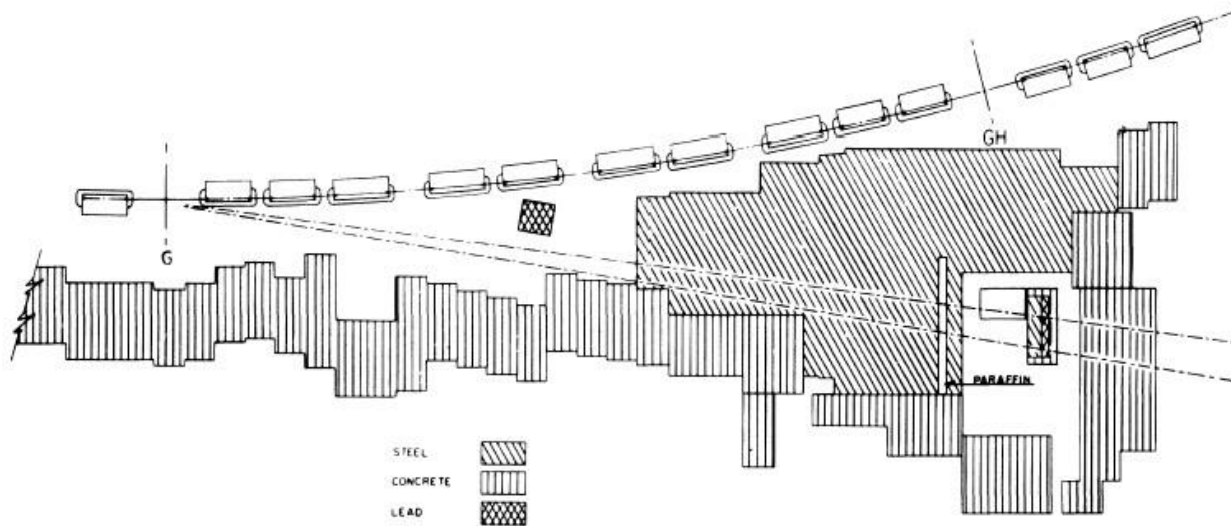 GH
G
PARAFFIN
STEEL
CONCRETE
LEAD